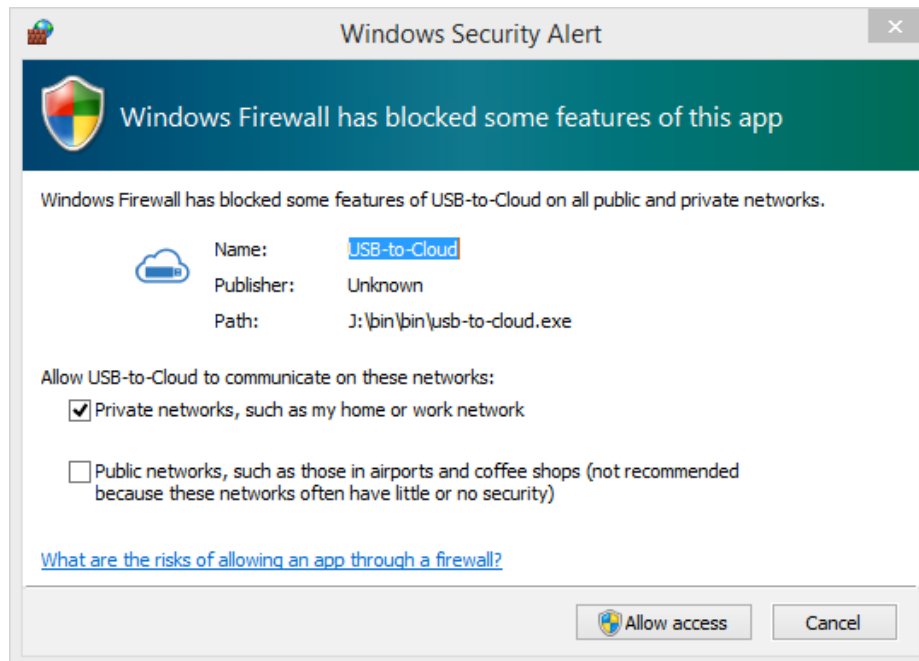 Windows Security Alert
Windows Firewall has blocked some features of this app
Windows Firewall has blocked some features of USB-to-Cloud on all public and private networks.
Name: USB-to-Cloud
Publisher: Unknown
Path: J:\bin\bin\usb-to-cloud.exe
Allow USB-to-Cloud to communicate on these networks:
Private networks, such as my home or work network
Public networks, such as those in airports and coffee shops (not recommended
because these networks often have little or no security)
What are the risks of allowing an app through a firewall?
Allow access Cancel